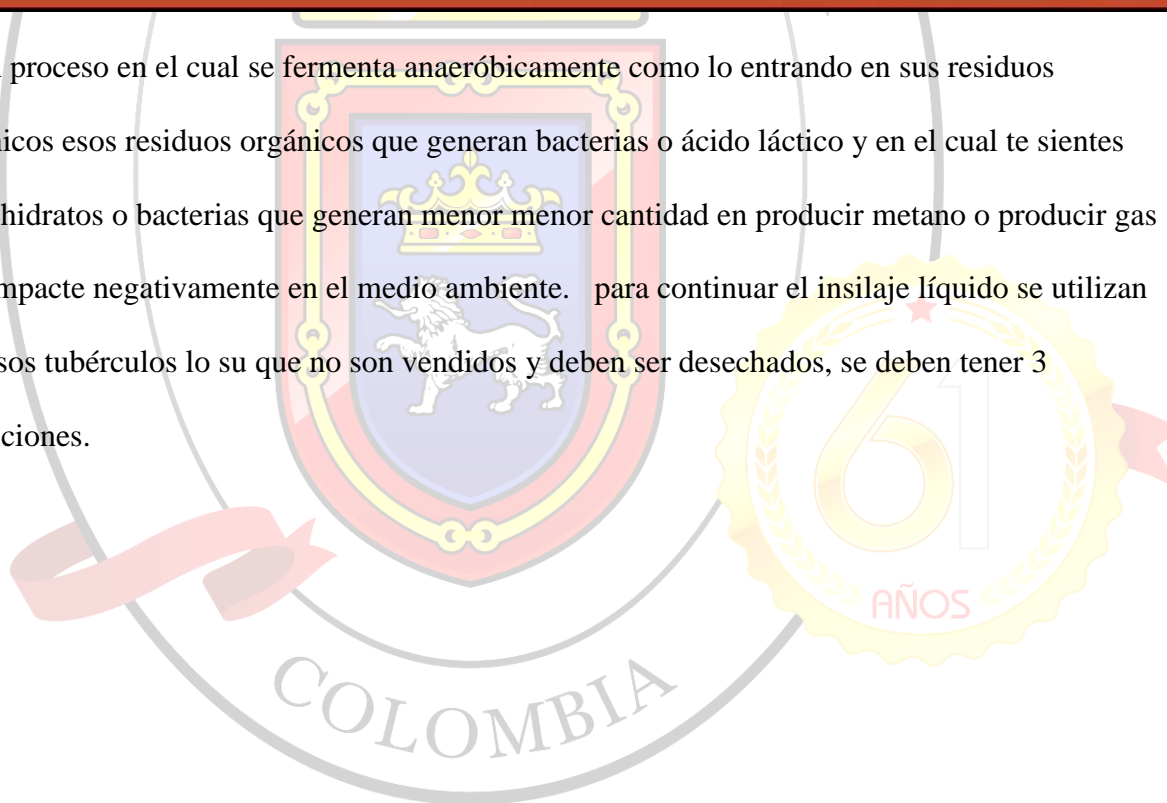 proceso en el cual se fermenta anaeróbicamente como lo entrando en sus residuos
nicos esos residuos orgánicos que generan bacterias o ácido láctico y en el cual te sientes
hidratos o bacterias que generan menor menor cantidad en producir metano o producir gas
mpacte negativamente en el medio ambiente. para continuar el insilaje líquido se utilizan
sos tubérculos lo su que no son vendidos y deben ser desechados, se deben tener 3
ciones.
61
AÑOS
COLOMBIA